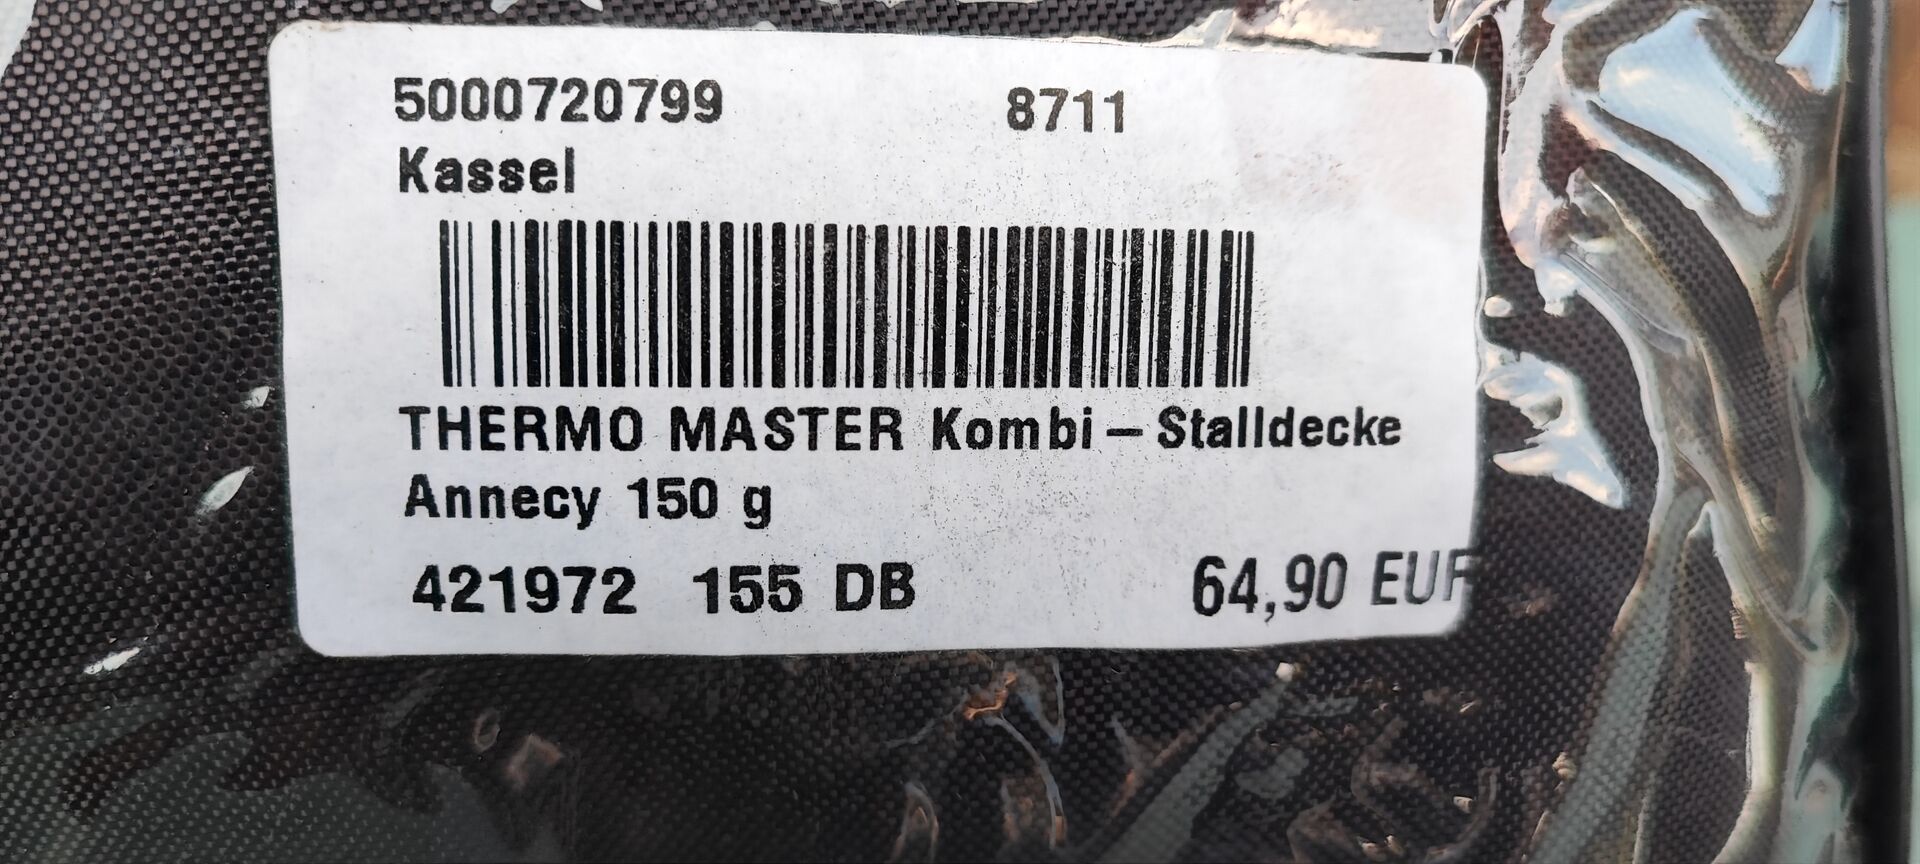 5000720799 8711
Kassel
THERMO MASTER Kombi-Stalldecke
Annecy 150 g
421972 155 DB 64,90 EUR